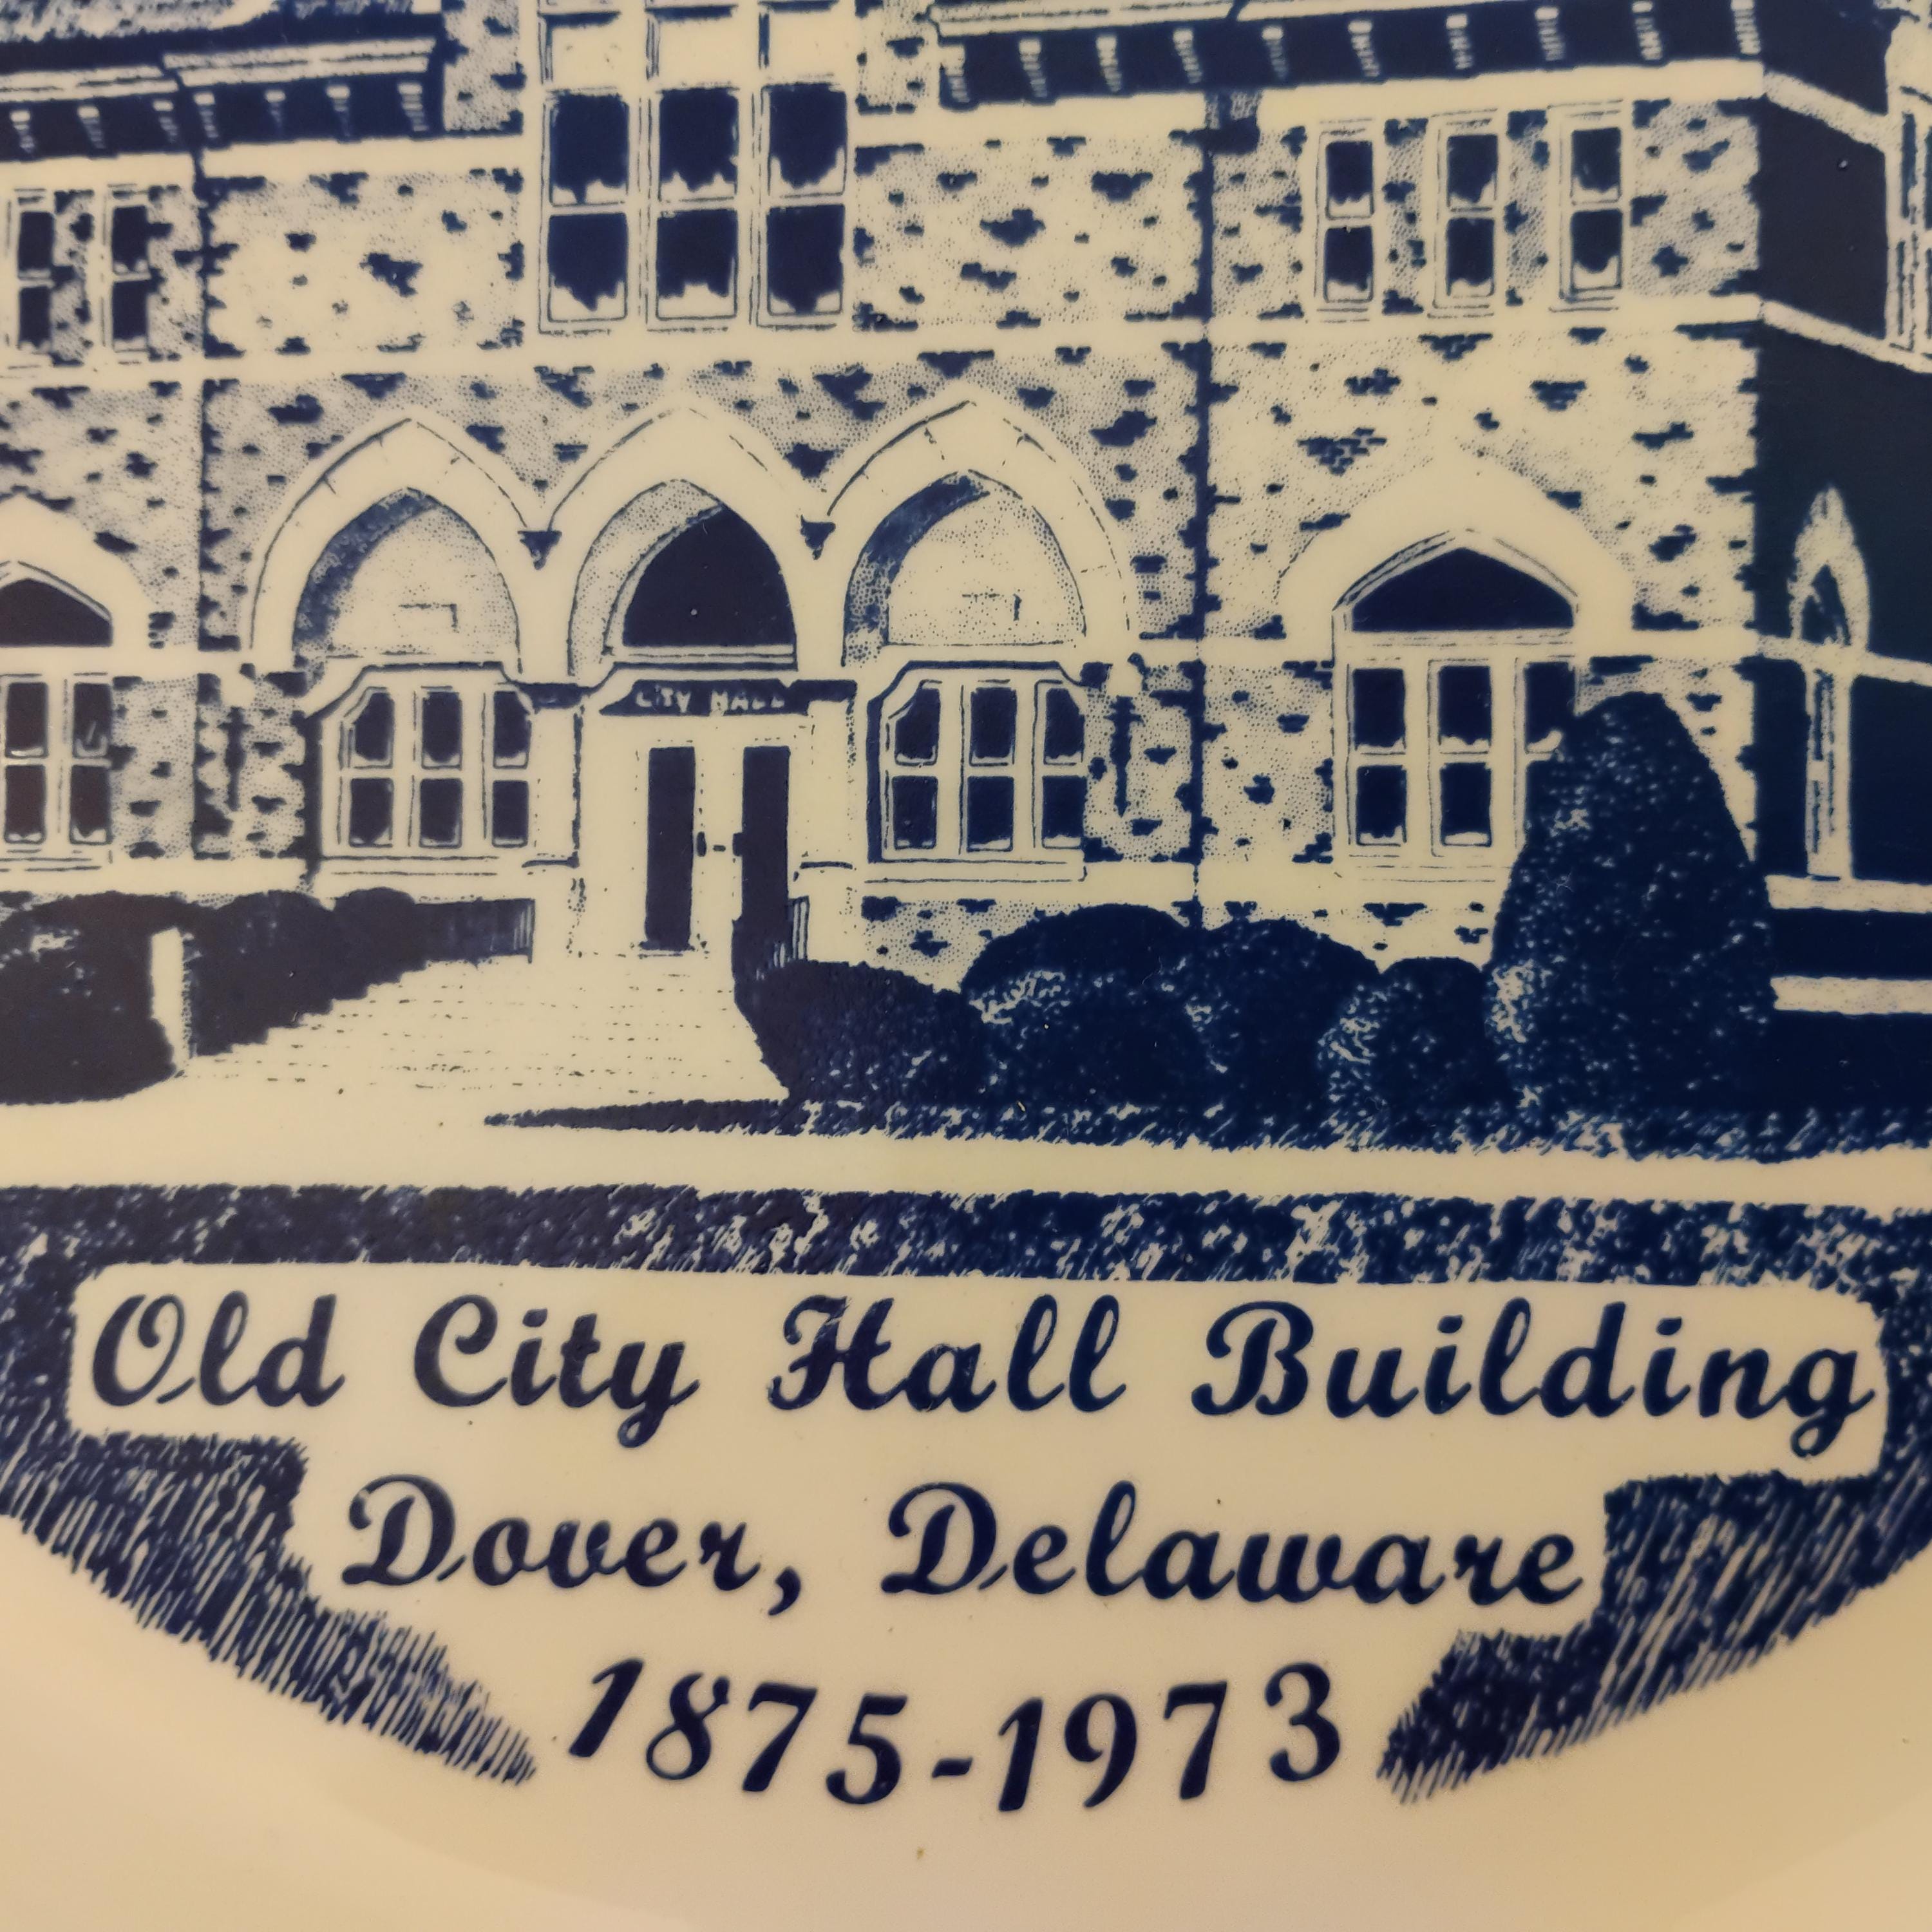 CITY HALL
Old City Hall Building
Dover, Delaware
1875-1973